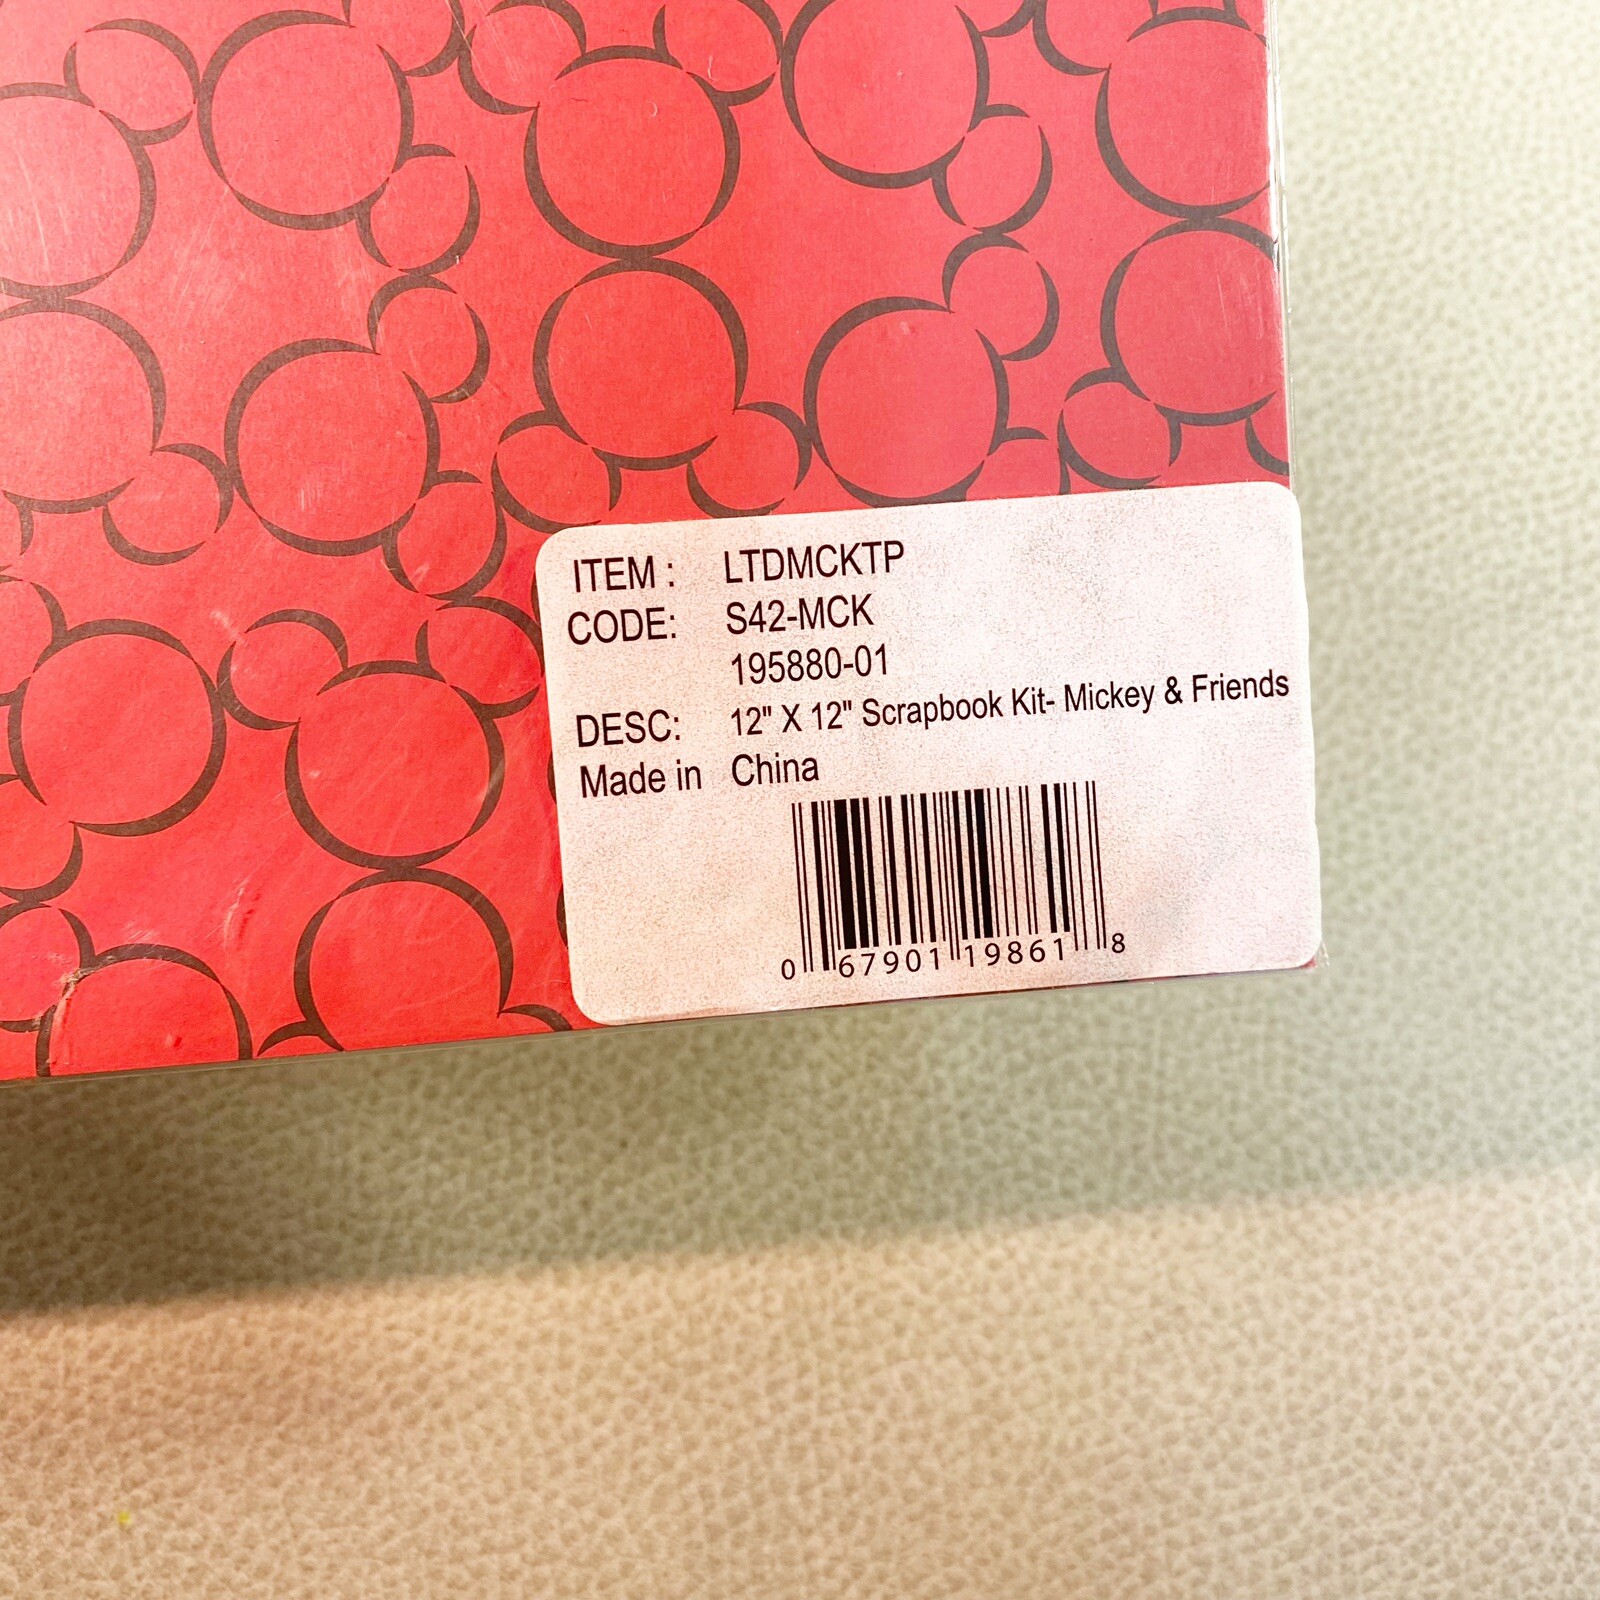 ITEM : LTDMCKTP
CODE: S42-MCK
195880-01
DESC: 12" X 12" Scrapbook Kit- Mickey & Friends
Made in China
0 67901 19861 8